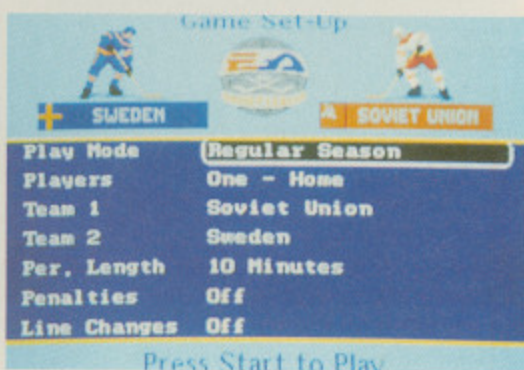 Game Set-Up
SWEDEN
SOVIET UNION
Play Mode Regular Season
Players One - Home
Team 1 Soviet Union
Team 2 Sweden
Per. Length 10 Minutes
Penalties Off
Line Changes Off
Press Start to Play